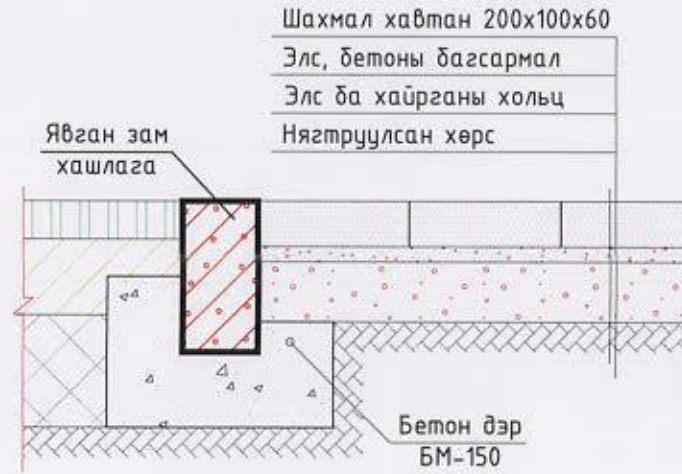 Шахмал хавтан 200х100х60
Элс, бетоны багсармал
Элс ба хайрганы хольц
Нягтруулсан хөрс
Явган зам
хашлага
Бетон дэр
БМ-150